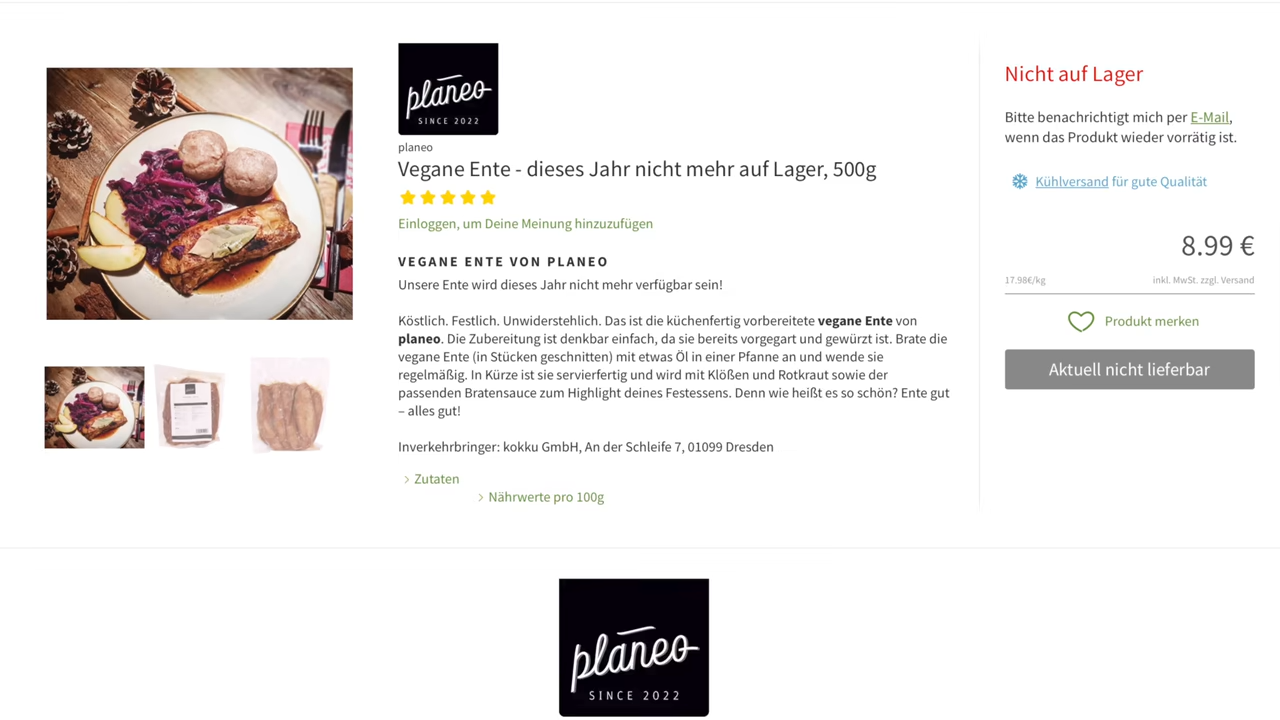 planeo
SINCE 2022
planeo
Vegane Ente - dieses Jahr nicht mehr auf Lager, 500g
Einloggen, um Deine Meinung hinzuzufügen
VEGANE ENTE VON PLANEO
Unsere Ente wird dieses Jahr nicht mehr verfügbar sein!
Köstlich. Festlich. Unwiderstehlich. Das ist die küchenfertig vorbereitete vegane Ente von
planeo. Die Zubereitung ist denkbar einfach, da sie bereits vorgegart und gewürzt ist. Brate die
vegane Ente (in Stücken geschnitten) mit etwas Öl in einer Pfanne an und wende sie
regelmäßig. In Kürze ist sie servierfertig und wird mit Klößen und Rotkraut sowie der
passenden Bratensauce zum Highlight deines Festessens. Denn wie heißt es so schön? Ente gut
– alles gut!
Inverkehrbringer: kokku GmbH, An der Schleife 7, 01099 Dresden
Zutaten
Nährwerte pro 100g
Nicht auf Lager
Bitte benachrichtigt mich per E-Mail,
wenn das Produkt wieder vorrätig ist.
Kühlversand für gute Qualität
8.99 €
17.98€/kg inkl. MwSt. zzgl. Versand
Produkt merken
Aktuell nicht lieferbar
planeo
SINCE 2022